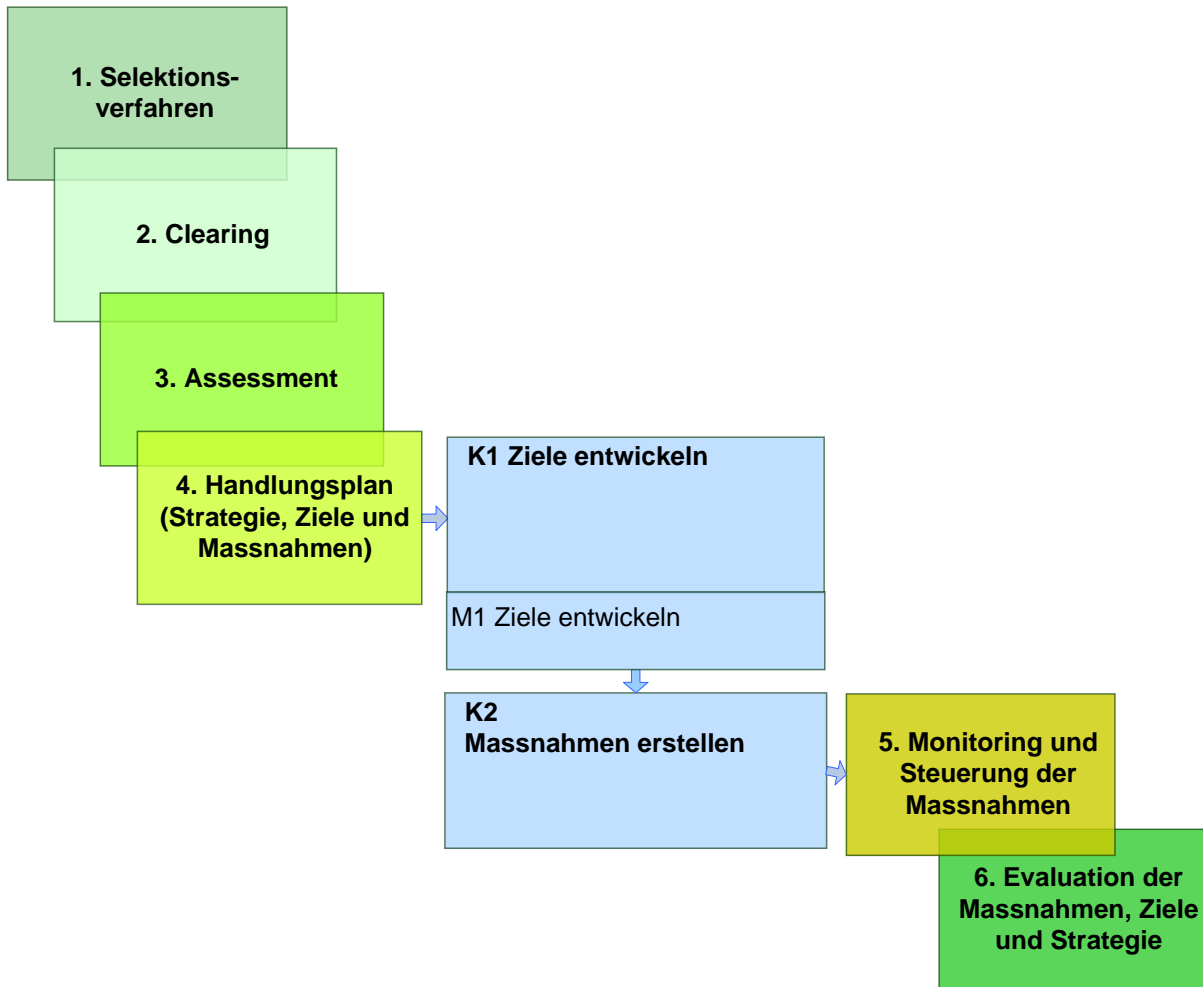 1. Selektions-
verfahren
2. Clearing
3. Assessment
4. Handlungsplan
(Strategie, Ziele und
Massnahmen)
K1 Ziele entwickeln
M1 Ziele entwickeln
K2
Massnahmen erstellen
5. Monitoring und
Steuerung der
Massnahmen
6. Evaluation der
Massnahmen, Ziele
und Strategie